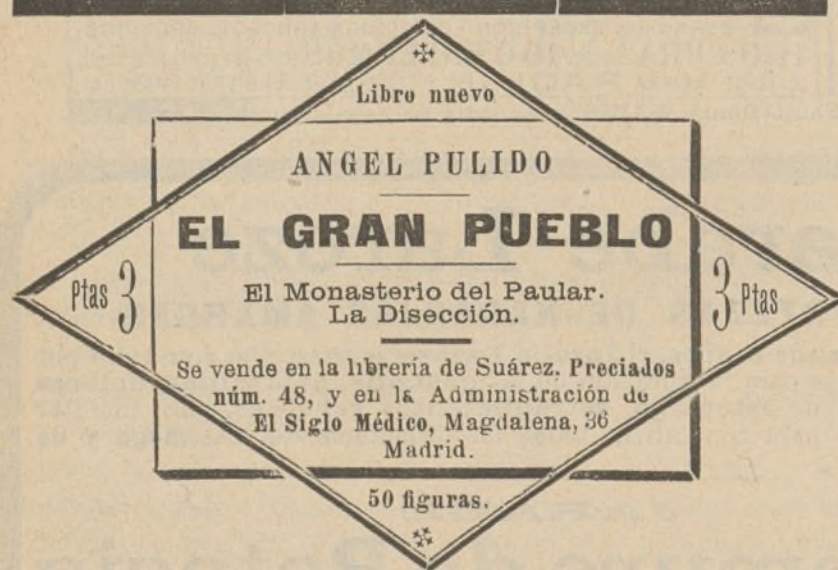 Libro nuevo
ANGEL PULIDO
EL GRAN PUEBLO
Ptas 3
3 Ptas
El Monasterio del Paular.
La Disección.
Se vende en la librería de Suárez. Preciados
núm. 48, y en la Administración de
El Siglo Médico, Magdalena, 36
Madrid.
50 figuras.